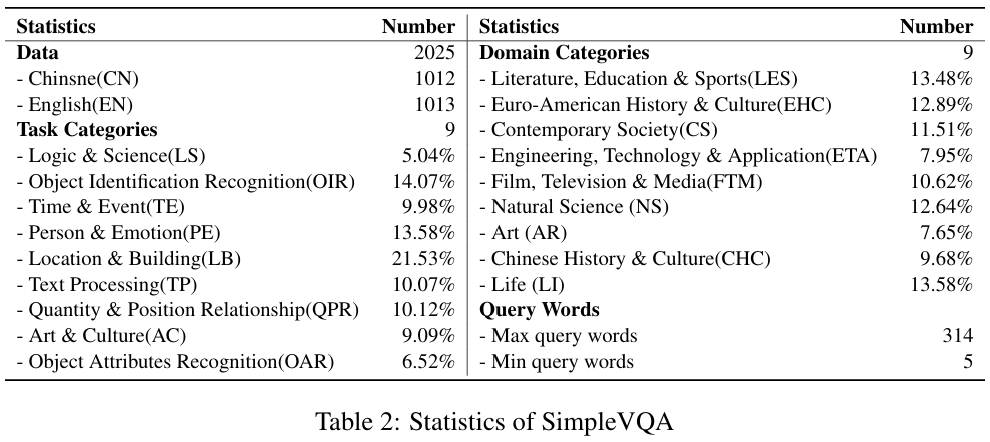 Statistics Number
Data 2025
- Chinsne(CN) 1012
- English(EN) 1013
Task Categories 9
- Logic & Science(LS) 5.04%
- Object Identification Recognition(OIR) 14.07%
- Time & Event(TE) 9.98%
- Person & Emotion(PE) 13.58%
- Location & Building(LB) 21.53%
- Text Processing(TP) 10.07%
- Quantity & Position Relationship(QPR) 10.12%
- Art & Culture(AC) 9.09%
- Object Attributes Recognition(OAR) 6.52%
Statistics Number
Domain Categories 9
- Literature, Education & Sports(LES) 13.48%
- Euro-American History & Culture(EHC) 12.89%
- Contemporary Society(CS) 11.51%
- Engineering, Technology & Application(ETA) 7.95%
- Film, Television & Media(FTM) 10.62%
- Natural Science (NS) 12.64%
- Art (AR) 7.65%
- Chinese History & Culture(CHC) 9.68%
- Life (LI) 13.58%
Query Words
- Max query words 314
- Min query words 5
Table 2: Statistics of SimpleVQA